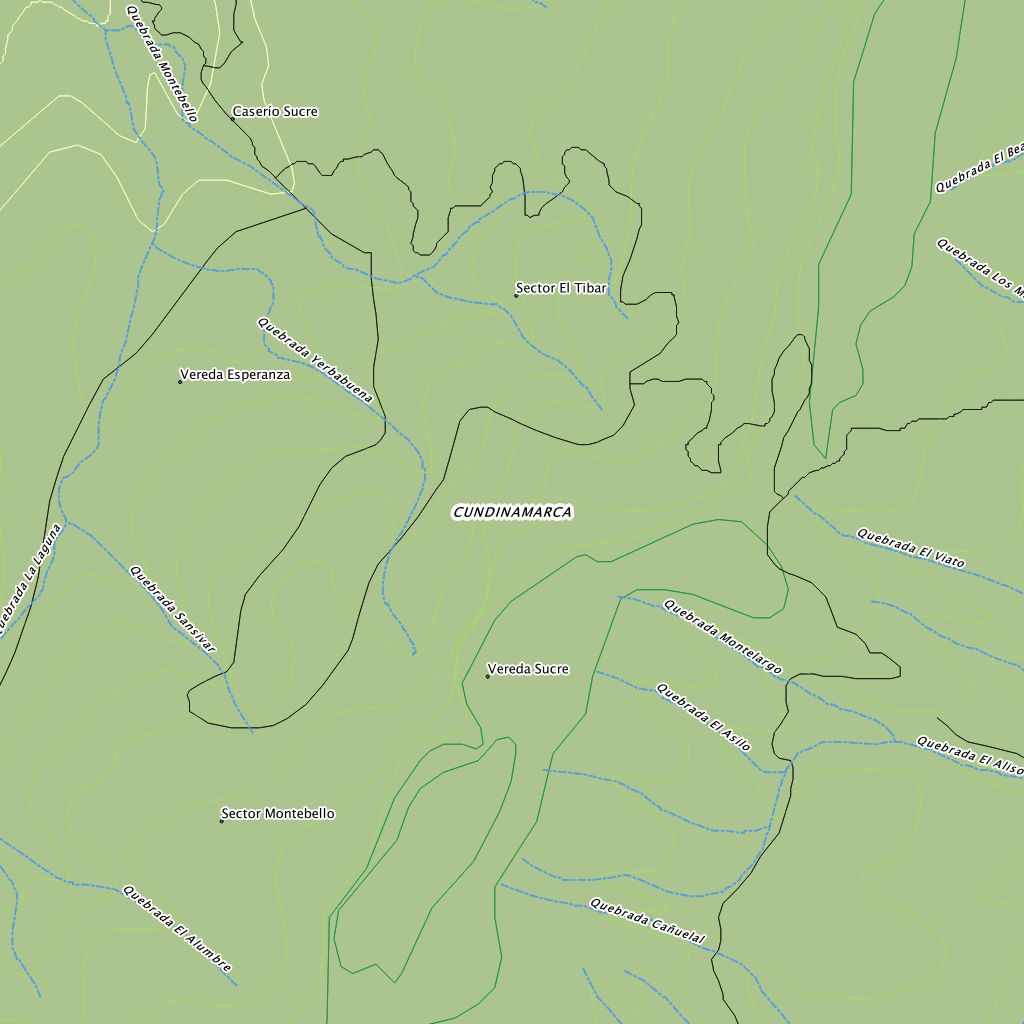 Quebrada Montebello
Caserío Sucre
Quebrada El Bea
Quebrada Los M
Sector El Tibar
Quebrada Yerbabuena
Vereda Esperanza
CUNDINAMARCA
Quebrada El Viato
uebrada La Laguna
Quebrada Sansivar
Quebrada Montelargo
Vereda Sucre
Quebrada El Asilo
Quebrada El Aliso
Sector Montebello
Quebrada El Alumbre
Quebrada Cañuelal